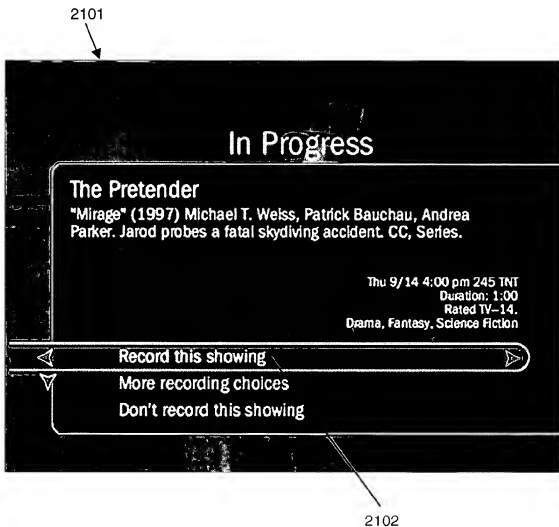 2101
In Progress
The Pretender
"Mirage" (1997) Michael T. Weiss, Patrick Bauchau, Andrea
Parker. Jarod probes a fatal skydiving accident. CC, Series.
Thu 9/14 4:00 pm 245 TNT
Duration: 1:00
Rated TV-14.
Drama, Fantasy, Science Fiction
Record this showing
More recording choices
Don't record this showing
2102